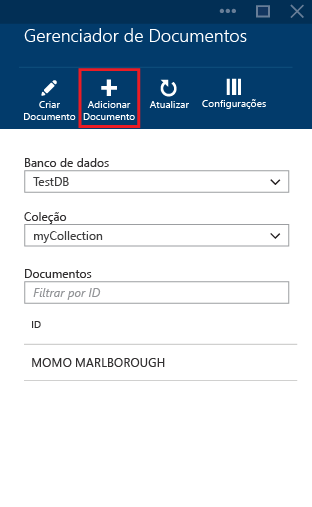 Gerenciador de Documentos
Criar
Documento
Adicionar
Documento
Atualizar
Configurações
Banco de dados
TestDB
Coleção
myCollection
Documentos
Filtrar por ID
ID
MOMO MARLBOROUGH